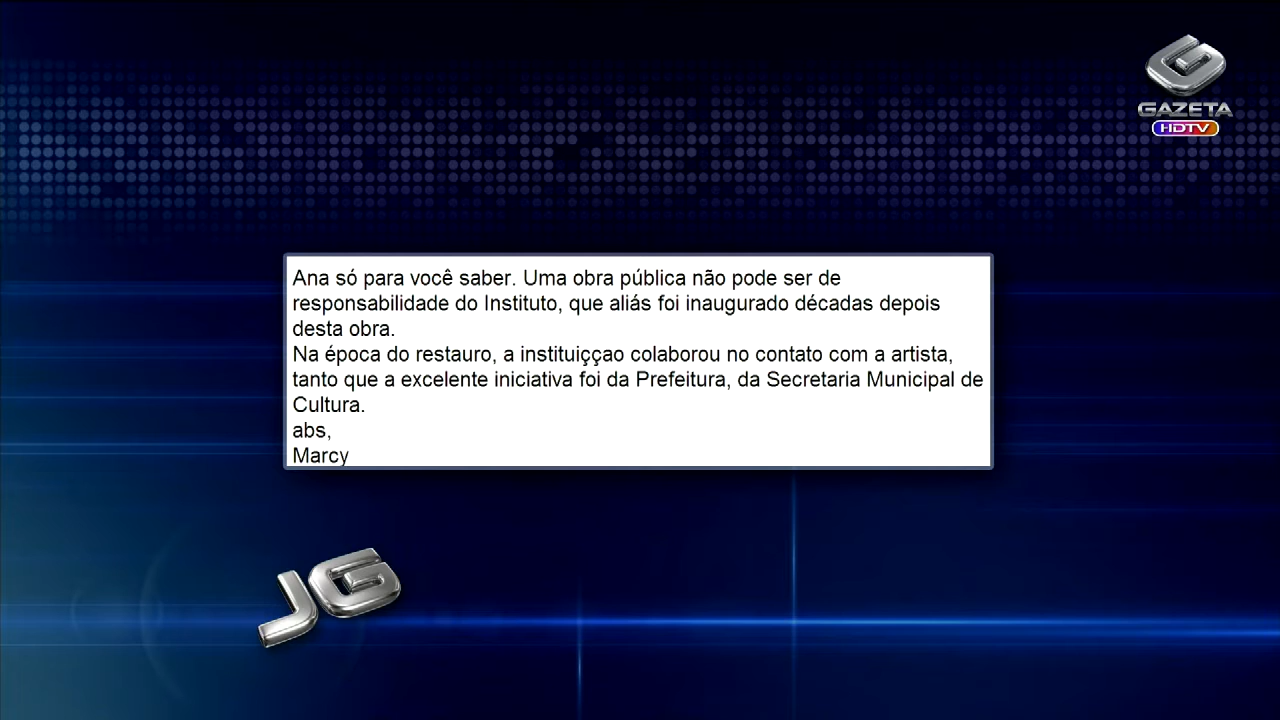 GAZETA
HDTV
Ana só para você saber. Uma obra pública não pode ser de
responsabilidade do Instituto, que aliás foi inaugurado décadas depois
desta obra.
Na época do restauro, a instituiççao colaborou no contato com a artista,
tanto que a excelente iniciativa foi da Prefeitura, da Secretaria Municipal de
Cultura.
abs,
Marcy
JG